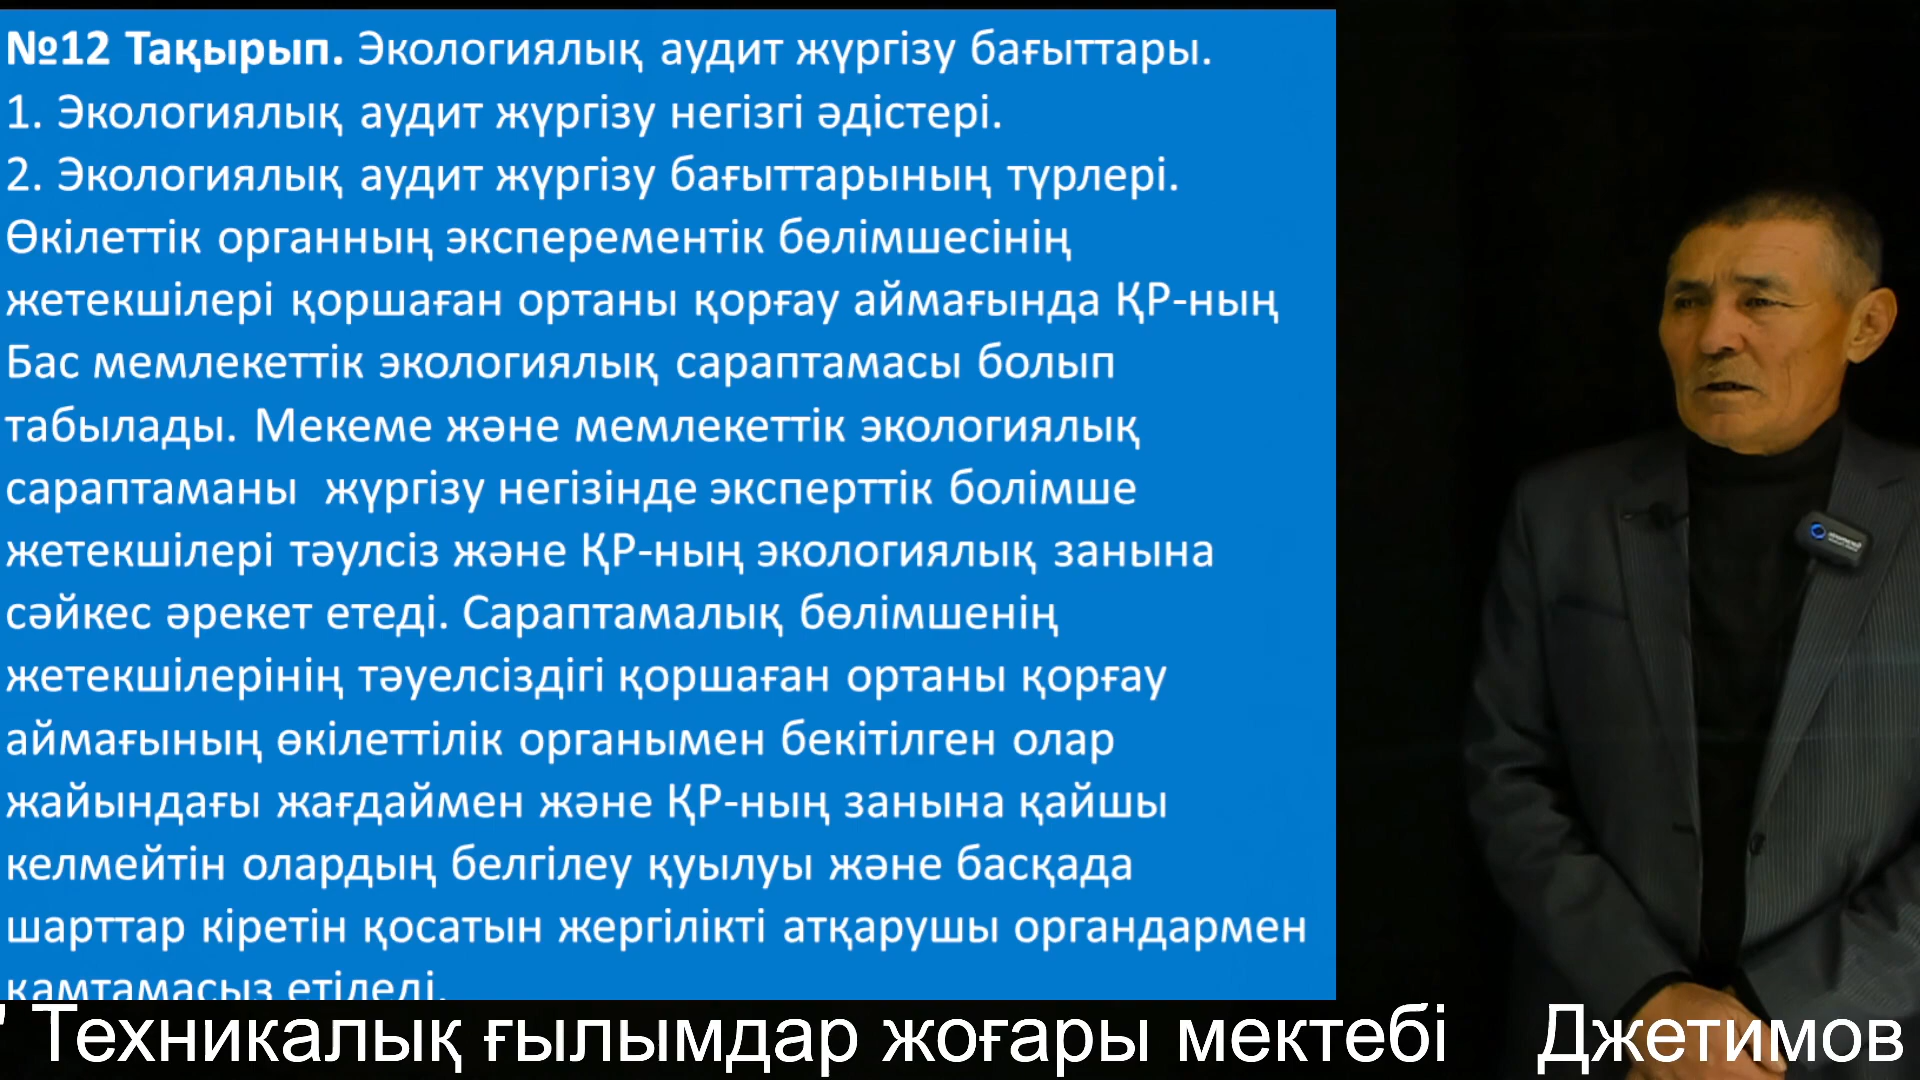 №12 Тақырып. Экологиялық аудит жүргізу бағыттары.
1. Экологиялық аудит жүргізу негізгі әдістері.
2. Экологиялық аудит жүргізу бағыттарының түрлері.
Өкілеттік органның эксперементік бөлімшесінің
жетекшілері қоршаған ортаны қорғау аймағында ҚР-ның
Бас мемлекеттік экологиялық сараптамасы болып
табылады. Мекеме және мемлекеттік экологиялық
сараптаманы жүргізу негізінде эксперттік болімше
жетекшілері тәулсіз және ҚР-ның экологиялық занына
сәйкес әрекет етеді. Сараптамалық бөлімшенің
жетекшілерінің тәуелсіздігі қоршаған ортаны қорғау
аймағының өкілеттілік органымен бекітілген олар
жайындағы жағдаймен және ҚР-ның занына қайшы
келмейтін олардың белгілеу қуылуы және басқада
шарттар кіретін қосатын жергілікті атқарушы органдармен
қамтамасыз етіледі.
" Техникалық ғылымдар жоғары мектебі Джетимов